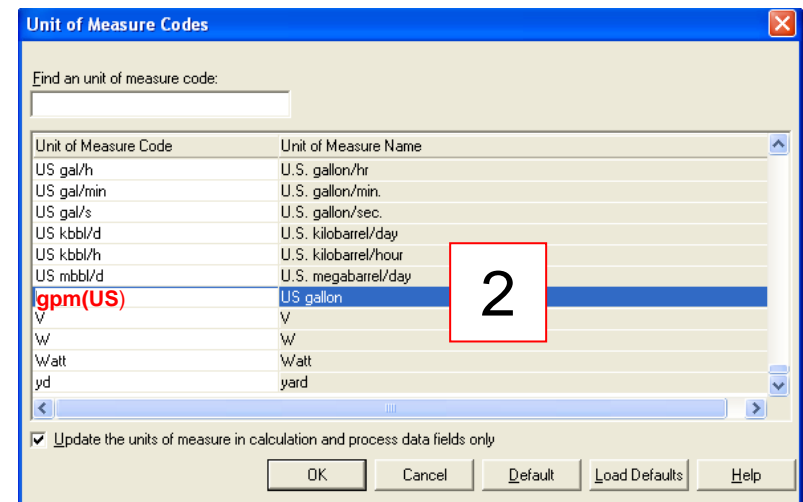 Unit of Measure Codes
Find an unit of measure code:
Unit of Measure Code Unit of Measure Name
US gal/h U.S. gallon/hr
US gal/min U.S. gallon/min.
US gal/s U.S. gallon/sec.
US kbbl/d U.S. kilobarrel/day
US kbbl/h U.S. kilobarrel/hour
US mbbl/d U.S. megabarrel/day
gpm(US) US gallon
2
V V
W W
Watt Watt
yd yard
Update the units of measure in calculation and process data fields only
OK Cancel Default Load Defaults Help